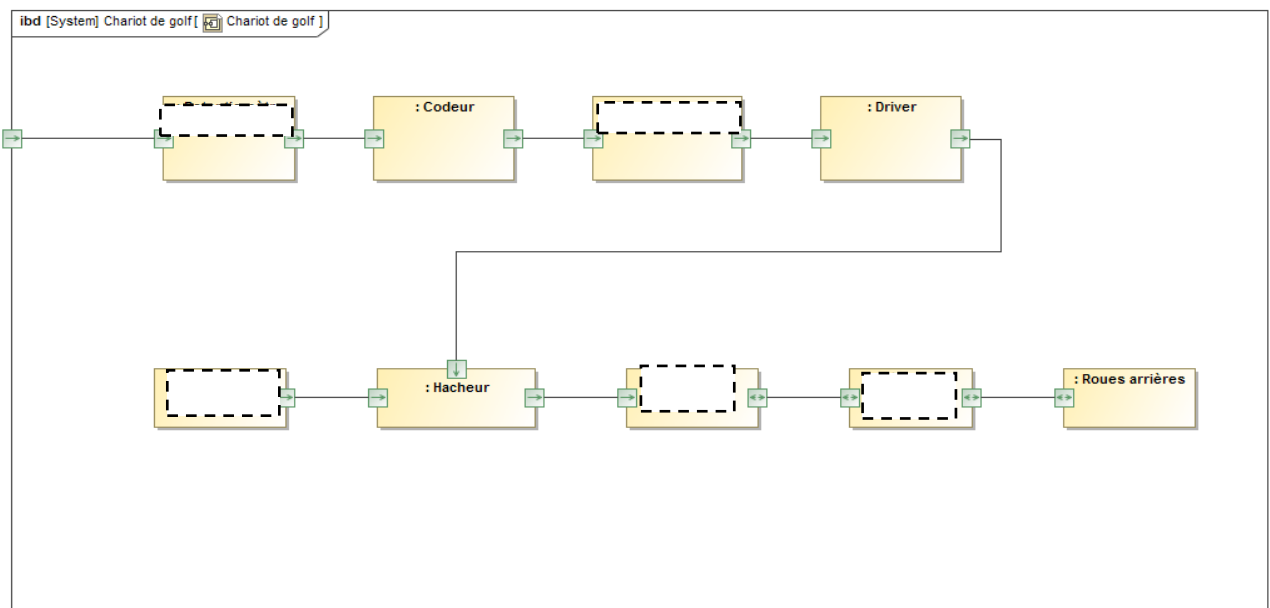 ibd [System] Chariot de golf [ Chariot de golf ]
: Codeur
: Driver
: Hacheur
: Roues arrières